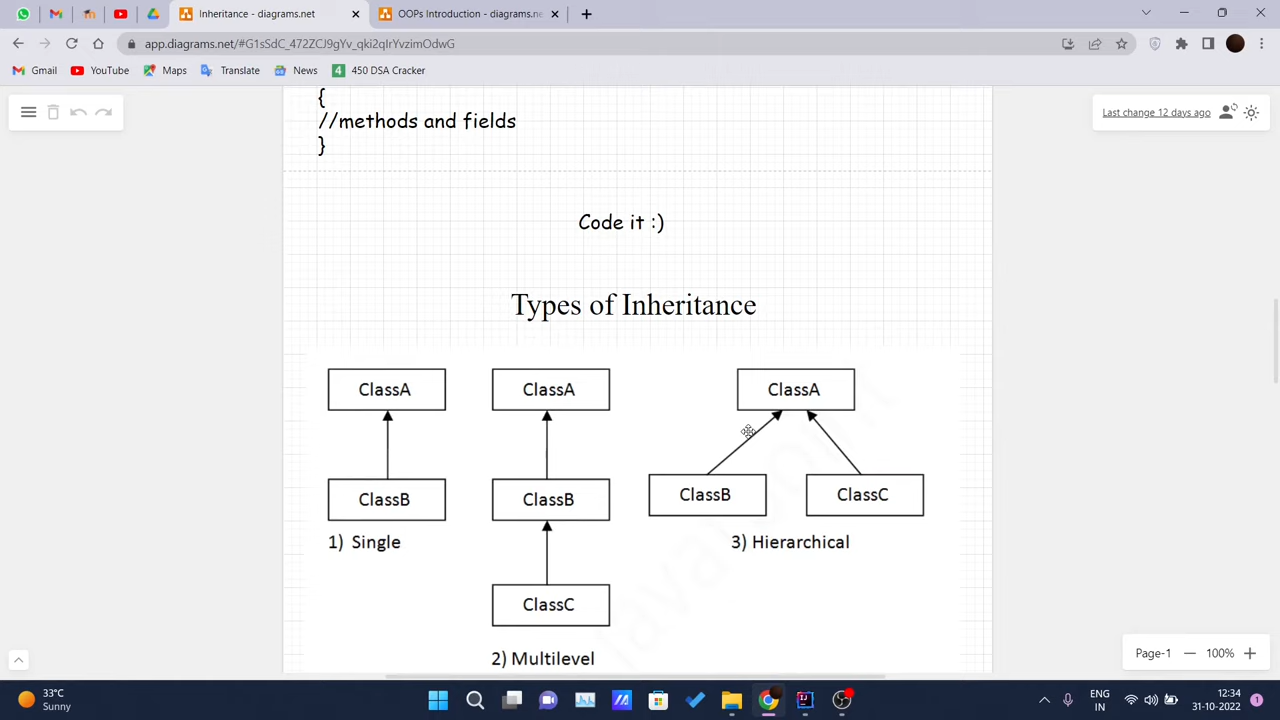 Inheritance - diagrams.net
OOPs Introduction - diagrams.ne
app.diagrams.net/#G1sSdC_472ZCJ9gYv_qki2qIrYvzimOdwG
Gmail
YouTube
Maps
Translate
News
4 450 DSA Cracker
{
//methods and fields
}
Last change 12 days ago
Code it :)
Types of Inheritance
ClassA
ClassA
ClassA
ClassB
ClassB
ClassB
ClassC
1) Single
3) Hierarchical
ClassC
2) Multilevel
Page-1
100%
33°C
Sunny
ENG
IN
12:34
31-10-2022
1